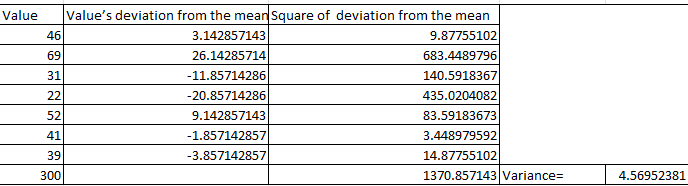 Value Value's deviation from the mean Square of deviation from the mean
46 3.142857143 9.87755102
69 26.14285714 683.4489796
31 -11.85714286 140.5918367
22 -20.85714286 435.0204082
52 9.142857143 83.59183673
41 -1.857142857 3.448979592
39 -3.857142857 14.87755102
300 1370.857143 Variance= 4.56952381